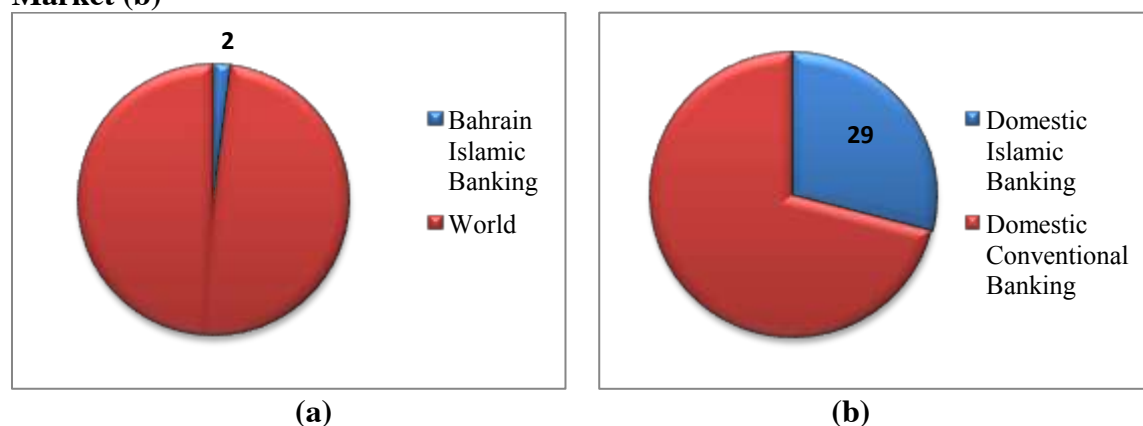 Market (b)
2
Bahrain
Islamic
Banking
World
29
Domestic
Islamic
Banking
Domestic
Conventional
Banking
(a)
(b)